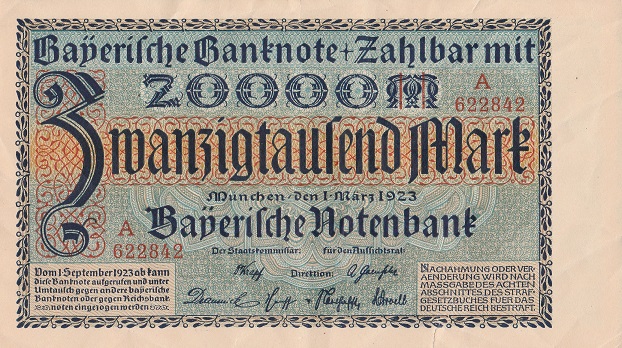 Bayerische Banknote + Zahlbar mit
20000 M
A
622842
Zwanzigtausend Mark
München den 1. März 1923
Bayerische Notenbank
A
622842
Der Staatskommissär: für den Aufsichtsrat:
Direktion:
Vom 1. September 1923 ab kann
diese Banknote aufgerufen und unter
Umtausch gegen andere bayerische
Banknoten oder gegen Reichsbank
noten eingezogen werden
NACHAHMUNG ODER VER-
FENDERUNG WIRD NACH
MASSGABE DES ACHTEN
ABSCHNITTES DES STRAF-
GESETZBUCHES FUER DAS
DEUTSCHE REICH BESTRAFT.